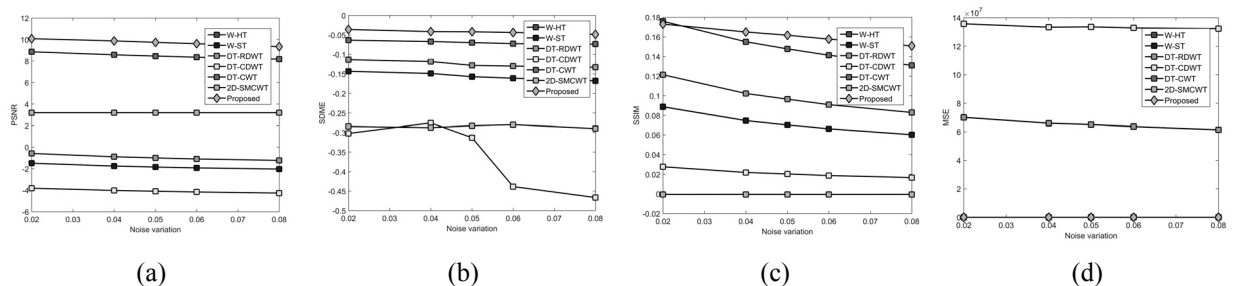 12
10
8
6
4
2
0
-2
-4
-6
0.02 0.03 0.04 0.05 0.06 0.07 0.08
PSNR
Noise variation
W-HT
W-ST
DT-RDWT
DT-CDWT
DT-CWT
2D-SMCWT
Proposed
(a)
0
-0.05
-0.1
-0.15
-0.2
-0.25
-0.3
-0.35
-0.4
-0.45
-0.5
0.02 0.03 0.04 0.05 0.06 0.07 0.08
SDME
Noise variation
W-HT
W-ST
DT-RDWT
DT-CDWT
DT-CWT
2D-SMCWT
Proposed
(b)
0.18
0.16
0.14
0.12
0.1
0.08
0.06
0.04
0.02
0
-0.02
0.02 0.03 0.04 0.05 0.06 0.07 0.08
SSIM
Noise variation
W-HT
W-ST
DT-RDWT
DT-CDWT
DT-CWT
2D-SMCWT
Proposed
(c)
14 × 10⁷
12
10
8
6
4
2
0
0.02 0.03 0.04 0.05 0.06 0.07 0.08
MSE
Noise variation
W-HT
W-ST
DT-RDWT
DT-CDWT
DT-CWT
2D-SMCWT
Proposed
(d)